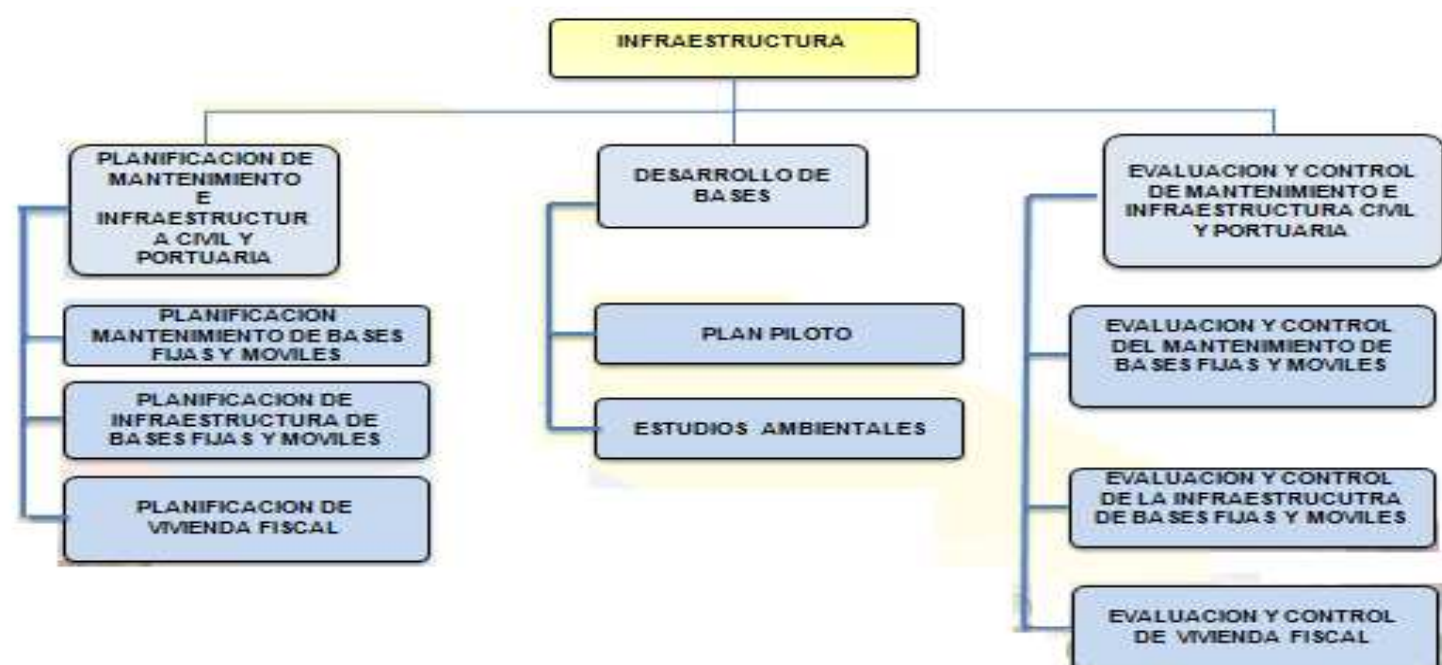 INFRAESTRUCTURA
PLANIFICACION DE
MANTENIMIENTO
E
INFRAESTRUCTUR
A CIVIL Y
PORTUARIA
PLANIFICACION
MANTENIMIENTO DE BASES
FIJAS Y MOVILES
PLANIFICACION DE
INFRAESTRUCTURA DE
BASES FIJAS Y MOVILES
PLANIFICACION DE
VIVIENDA FISCAL
DESARROLLO DE
BASES
PLAN PILOTO
ESTUDIOS AMBIENTALES
EVALUACION Y CONTROL
DE MANTENIMIENTO E
INFRAESTRUCTURA CIVIL
Y PORTUARIA
EVALUACION Y CONTROL
DEL MANTENIMIENTO DE
BASES FIJAS Y MOVILES
EVALUACION Y CONTROL
DE LA INFRAESTRUCUTRA
DE BASES FIJAS Y MOVILES
EVALUACION Y CONTROL
DE VIVIENDA FISCAL